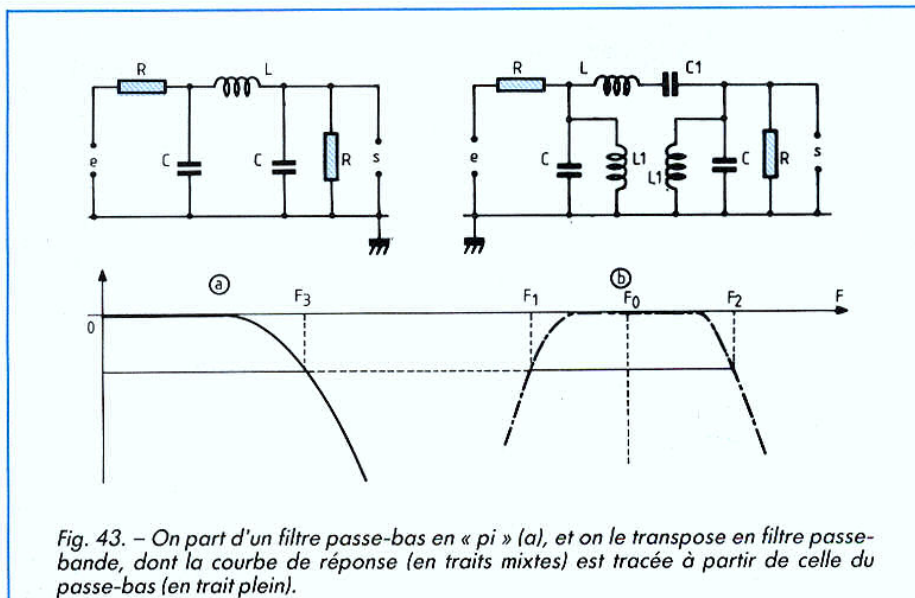 R
L
C
C
R
e
s
R
L
C1
e
C
L1
L1
C
R
s
a
b
F3
F1
F0
F2
F
0
Fig. 43. – On part d'un filtre passe-bas en « pi » (a), et on le transpose en filtre passe-
bande, dont la courbe de réponse (en traits mixtes) est tracée à partir de celle du
passe-bas (en trait plein).